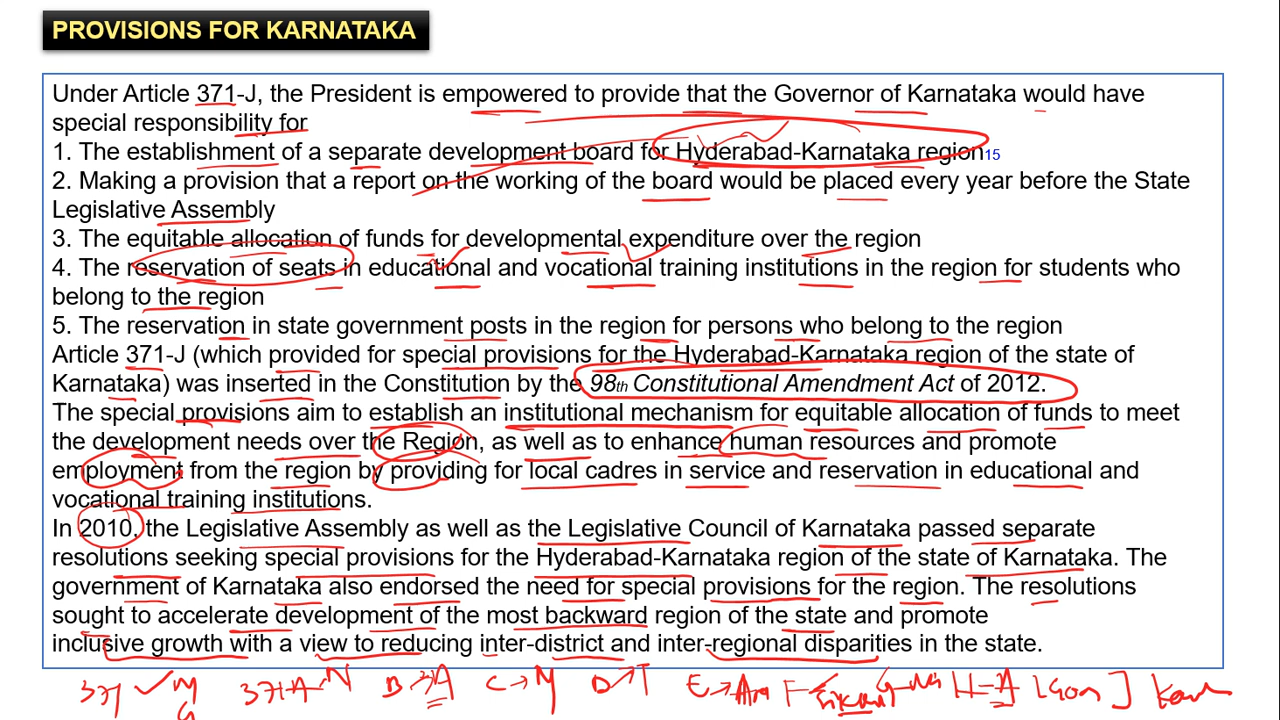 PROVISIONS FOR KARNATAKA
Under Article 371-J, the President is empowered to provide that the Governor of Karnataka would have
special responsibility for
1. The establishment of a separate development board for Hyderabad-Karnataka region15
2. Making a provision that a report on the working of the board would be placed every year before the State
Legislative Assembly
3. The equitable allocation of funds for developmental expenditure over the region
4. The reservation of seats in educational and vocational training institutions in the region for students who
belong to the region
5. The reservation in state government posts in the region for persons who belong to the region
Article 371-J (which provided for special provisions for the Hyderabad-Karnataka region of the state of
Karnataka) was inserted in the Constitution by the 98th Constitutional Amendment Act of 2012.
The special provisions aim to establish an institutional mechanism for equitable allocation of funds to meet
the development needs over the Region, as well as to enhance human resources and promote
employment from the region by providing for local cadres in service and reservation in educational and
vocational training institutions.
In 2010, the Legislative Assembly as well as the Legislative Council of Karnataka passed separate
resolutions seeking special provisions for the Hyderabad-Karnataka region of the state of Karnataka. The
government of Karnataka also endorsed the need for special provisions for the region. The resolutions
sought to accelerate development of the most backward region of the state and promote
inclusive growth with a view to reducing inter-district and inter-regional disparities in the state.
371 M G 371-A-N B→A C→M D→T E→ F H-A